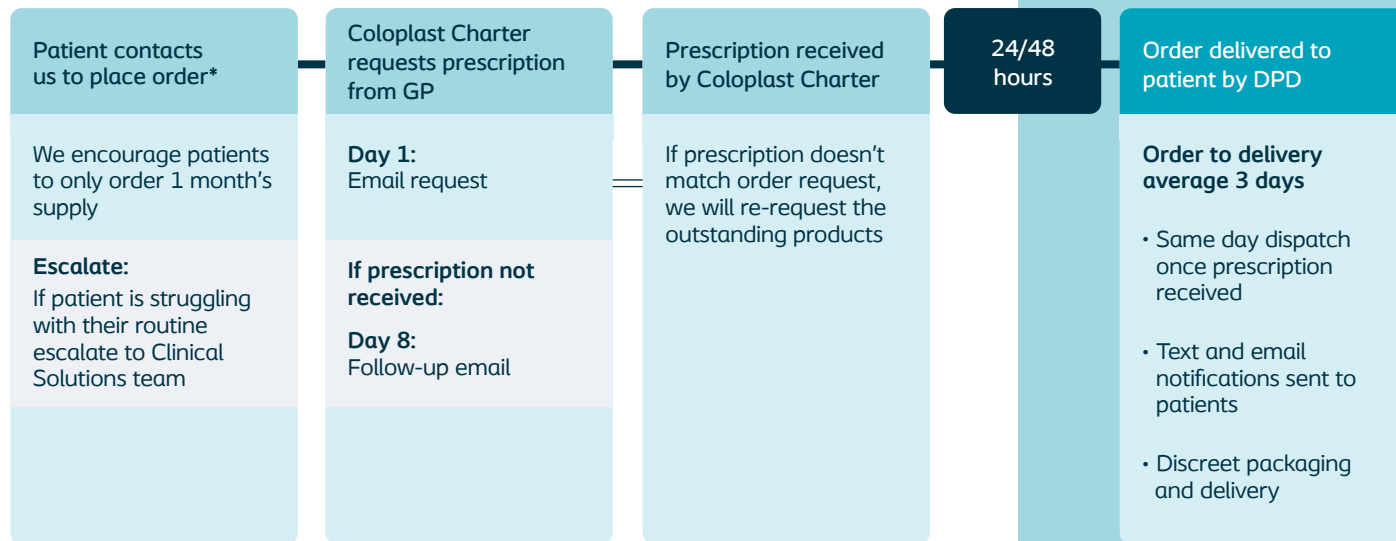 Patient contacts
us to place order*
We encourage patients
to only order 1 month's
supply
Escalate:
If patient is struggling
with their routine
escalate to Clinical
Solutions team
Coloplast Charter
requests prescription
from GP
Day 1:
Email request
If prescription not
received:
Day 8:
Follow-up email
Prescription received
by Coloplast Charter
If prescription doesn't
match order request,
we will re-request the
outstanding products
24/48
hours
Order delivered to
patient by DPD
Order to delivery
average 3 days
• Same day dispatch
once prescription
received
• Text and email
notifications sent to
patients
• Discreet packaging
and delivery